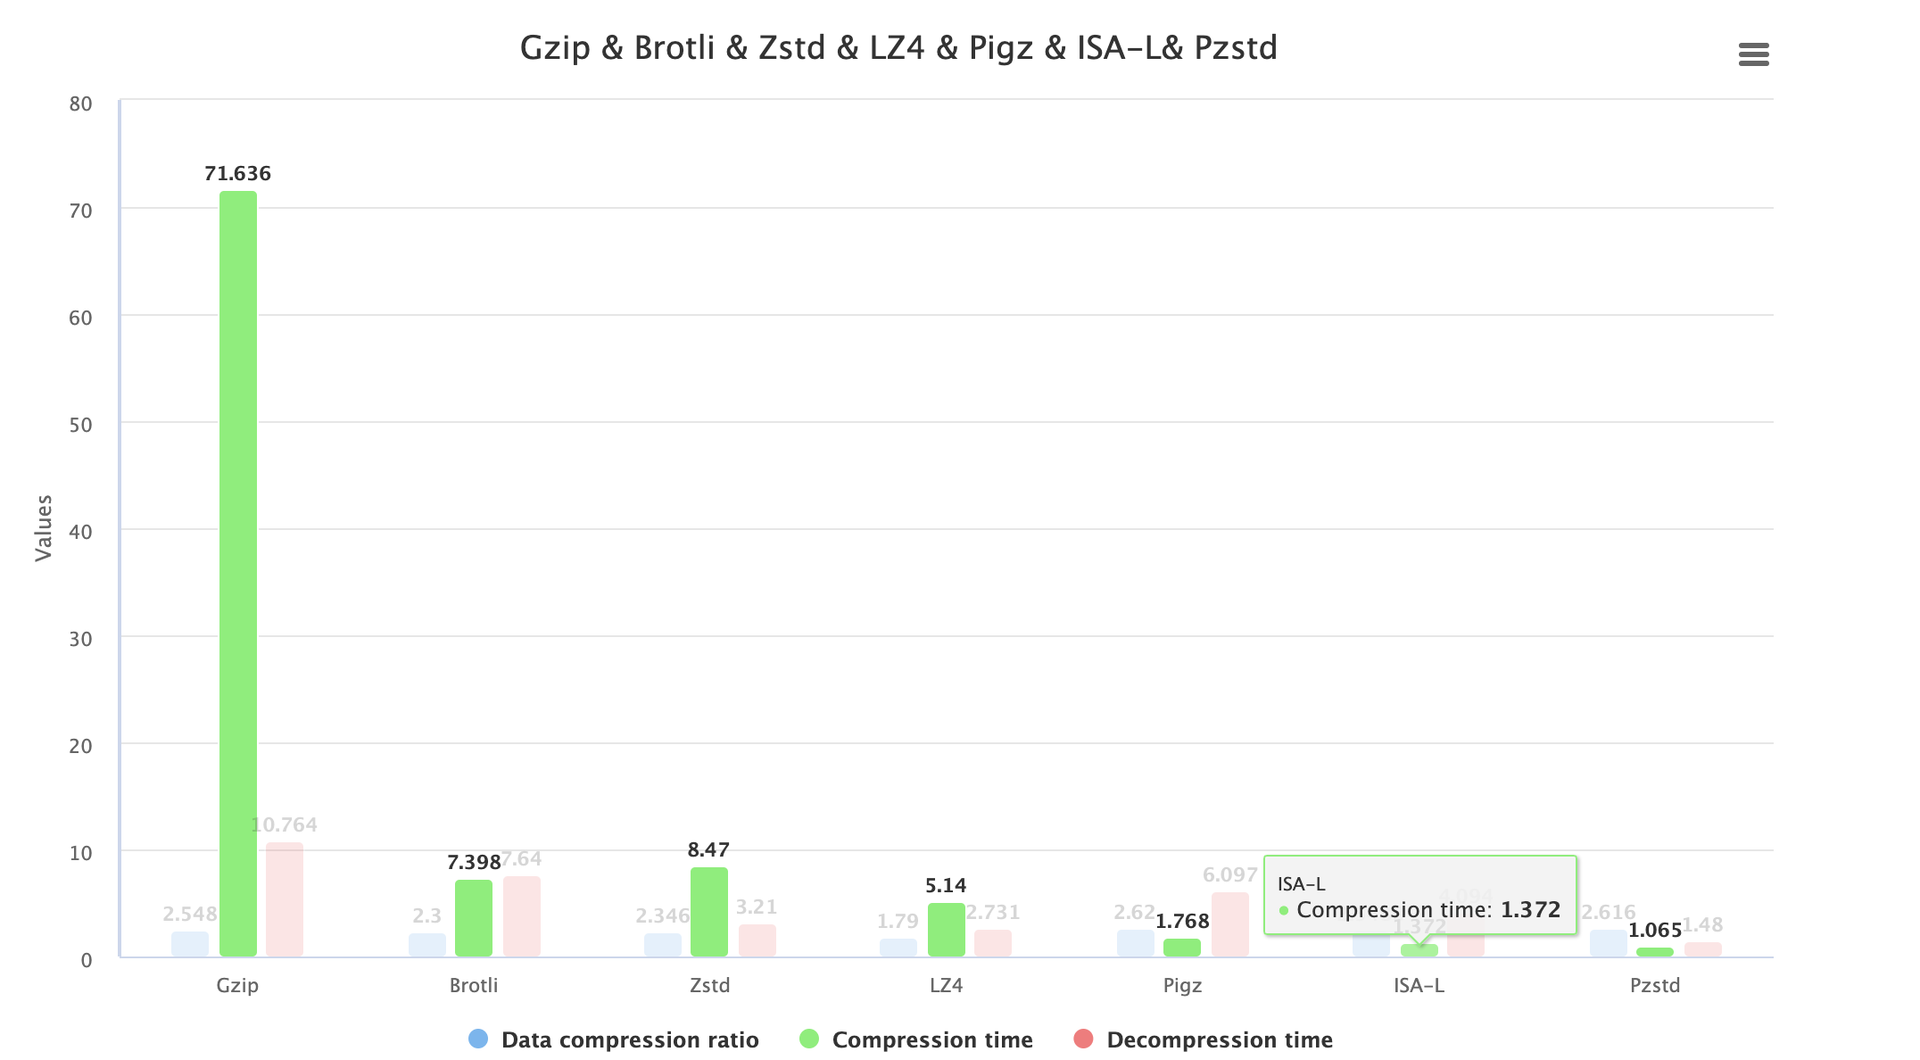 Gzip & Brotli & Zstd & LZ4 & Pigz & ISA-L& Pzstd
80
70
60
50
40
30
20
10
0
Values
71.636
10.764
2.548
7.398
7.64
2.3
8.47
3.21
2.346
5.14
2.731
1.79
6.097
2.62
1.768
ISA-L
Compression time: 1.372
1.372
2.616
1.065
1.48
Gzip
Brotli
Zstd
LZ4
Pigz
ISA-L
Pzstd
Data compression ratio
Compression time
Decompression time